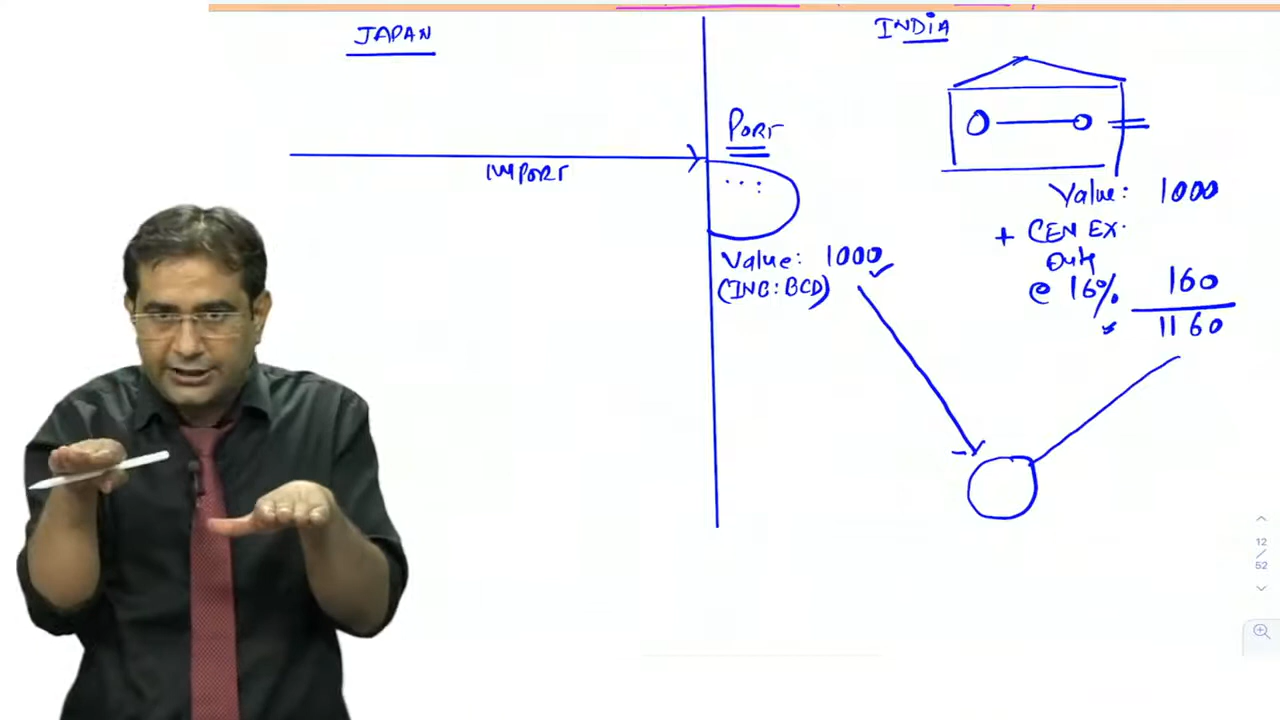 JAPAN
INDIA
PORT
IMPORT
Value: 1000
(INC: BCD)
Value: 1000
+ CEN EX.
Duty
@ 16% 160
1160
12
/
52